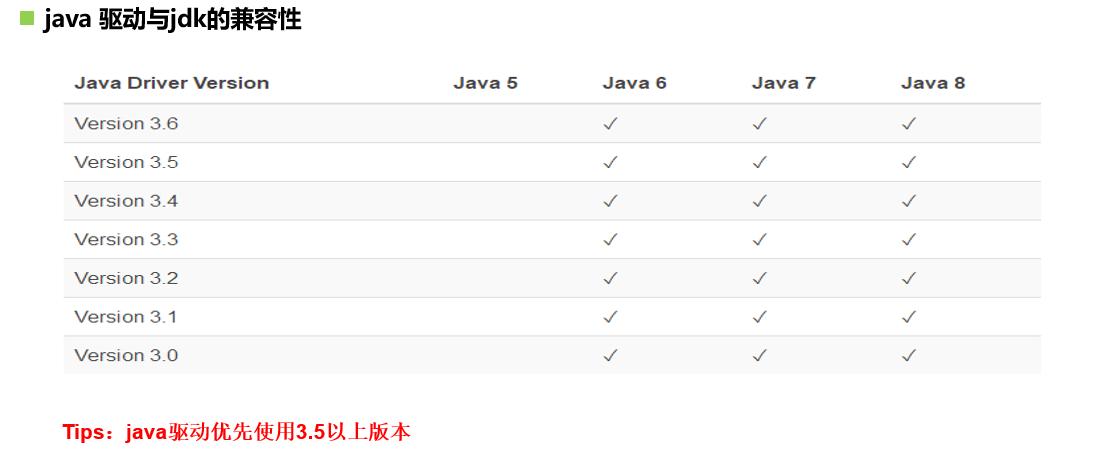 java 驱动与jdk的兼容性
Java Driver Version Java 5 Java 6 Java 7 Java 8
Version 3.6 ✓ ✓ ✓
Version 3.5 ✓ ✓ ✓
Version 3.4 ✓ ✓ ✓
Version 3.3 ✓ ✓ ✓
Version 3.2 ✓ ✓ ✓
Version 3.1 ✓ ✓ ✓
Version 3.0 ✓ ✓ ✓
Tips：java驱动优先使用3.5以上版本